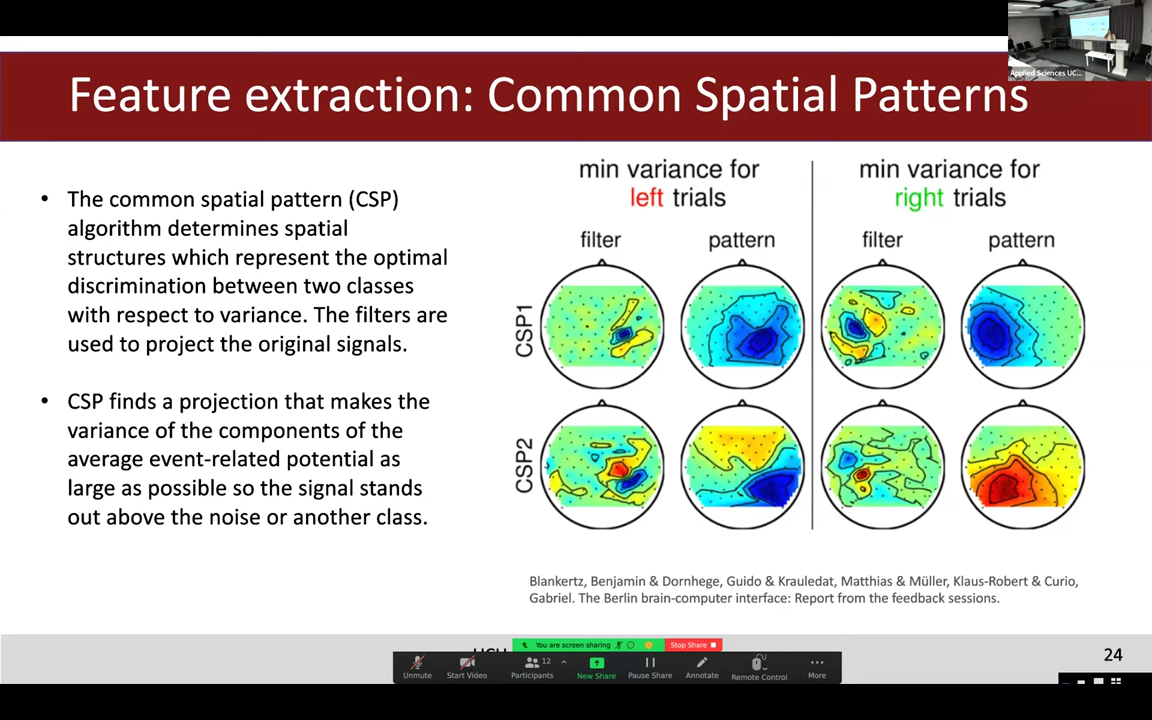 Applied Sciences UC...
Feature extraction: Common Spatial Patterns
• The common spatial pattern (CSP)
algorithm determines spatial
structures which represent the optimal
discrimination between two classes
with respect to variance. The filters are
used to project the original signals.
• CSP finds a projection that makes the
variance of the components of the
average event-related potential as
large as possible so the signal stands
out above the noise or another class.
min variance for
left trials
min variance for
right trials
filter pattern filter pattern
CSP1
CSP2
Blankertz, Benjamin & Dornhege, Guido & Krauledat, Matthias & Müller, Klaus-Robert & Curio,
Gabriel. The Berlin brain-computer interface: Report from the feedback sessions.
You are screen sharing Stop Share
24
12
Unmute Start Video Participants New Share Pause Share Annotate Remote Control More